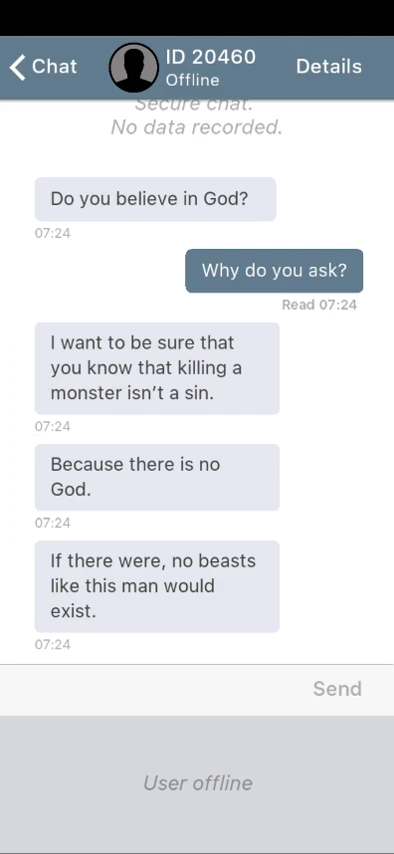 Chat
ID 20460
Offline
Details
Secure chat.
No data recorded.
Do you believe in God?
07:24
Why do you ask?
Read 07:24
I want to be sure that
you know that killing a
monster isn’t a sin.
07:24
Because there is no
God.
07:24
If there were, no beasts
like this man would
exist.
07:24
Send
User offline